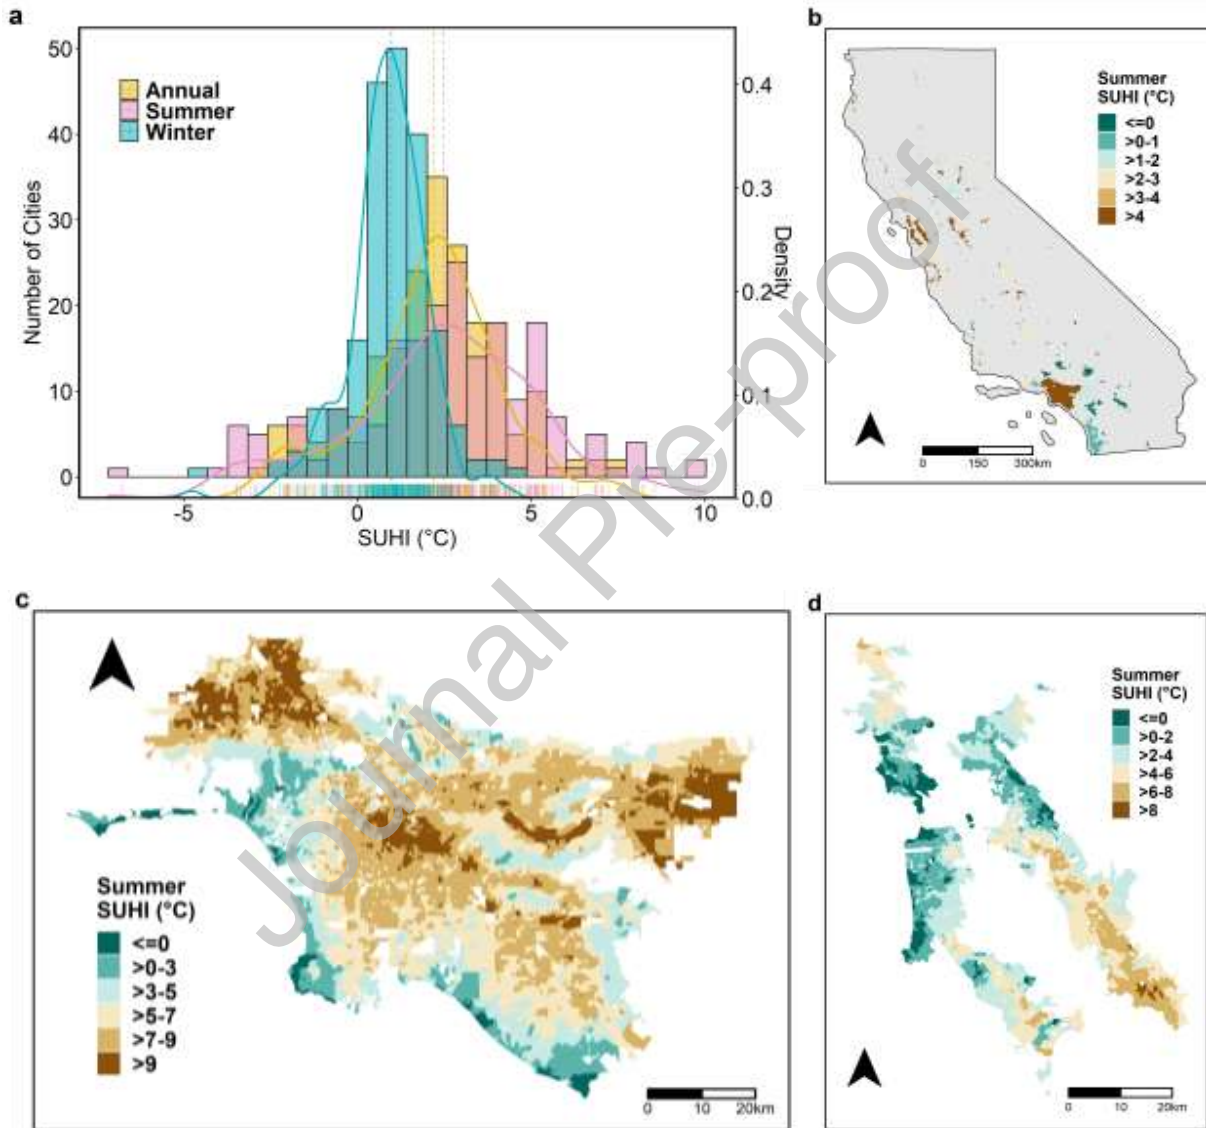 a
50
40
30
20
10
0
Number of Cities
Annual
Summer
Winter
0.4
0.3
0.2
0.1
0.0
Density
-5
0
5
10
SUHI (°C)
b
Summer
SUHI (°C)
<=0
>0-1
>1-2
>2-3
>3-4
>4
0
150
300km
c
Summer
SUHI (°C)
<=0
>0-3
>3-5
>5-7
>7-9
>9
0
10
20km
d
Summer
SUHI (°C)
<=0
>0-2
>2-4
>4-6
>6-8
>8
0
10
20km
Journal Pre-proof